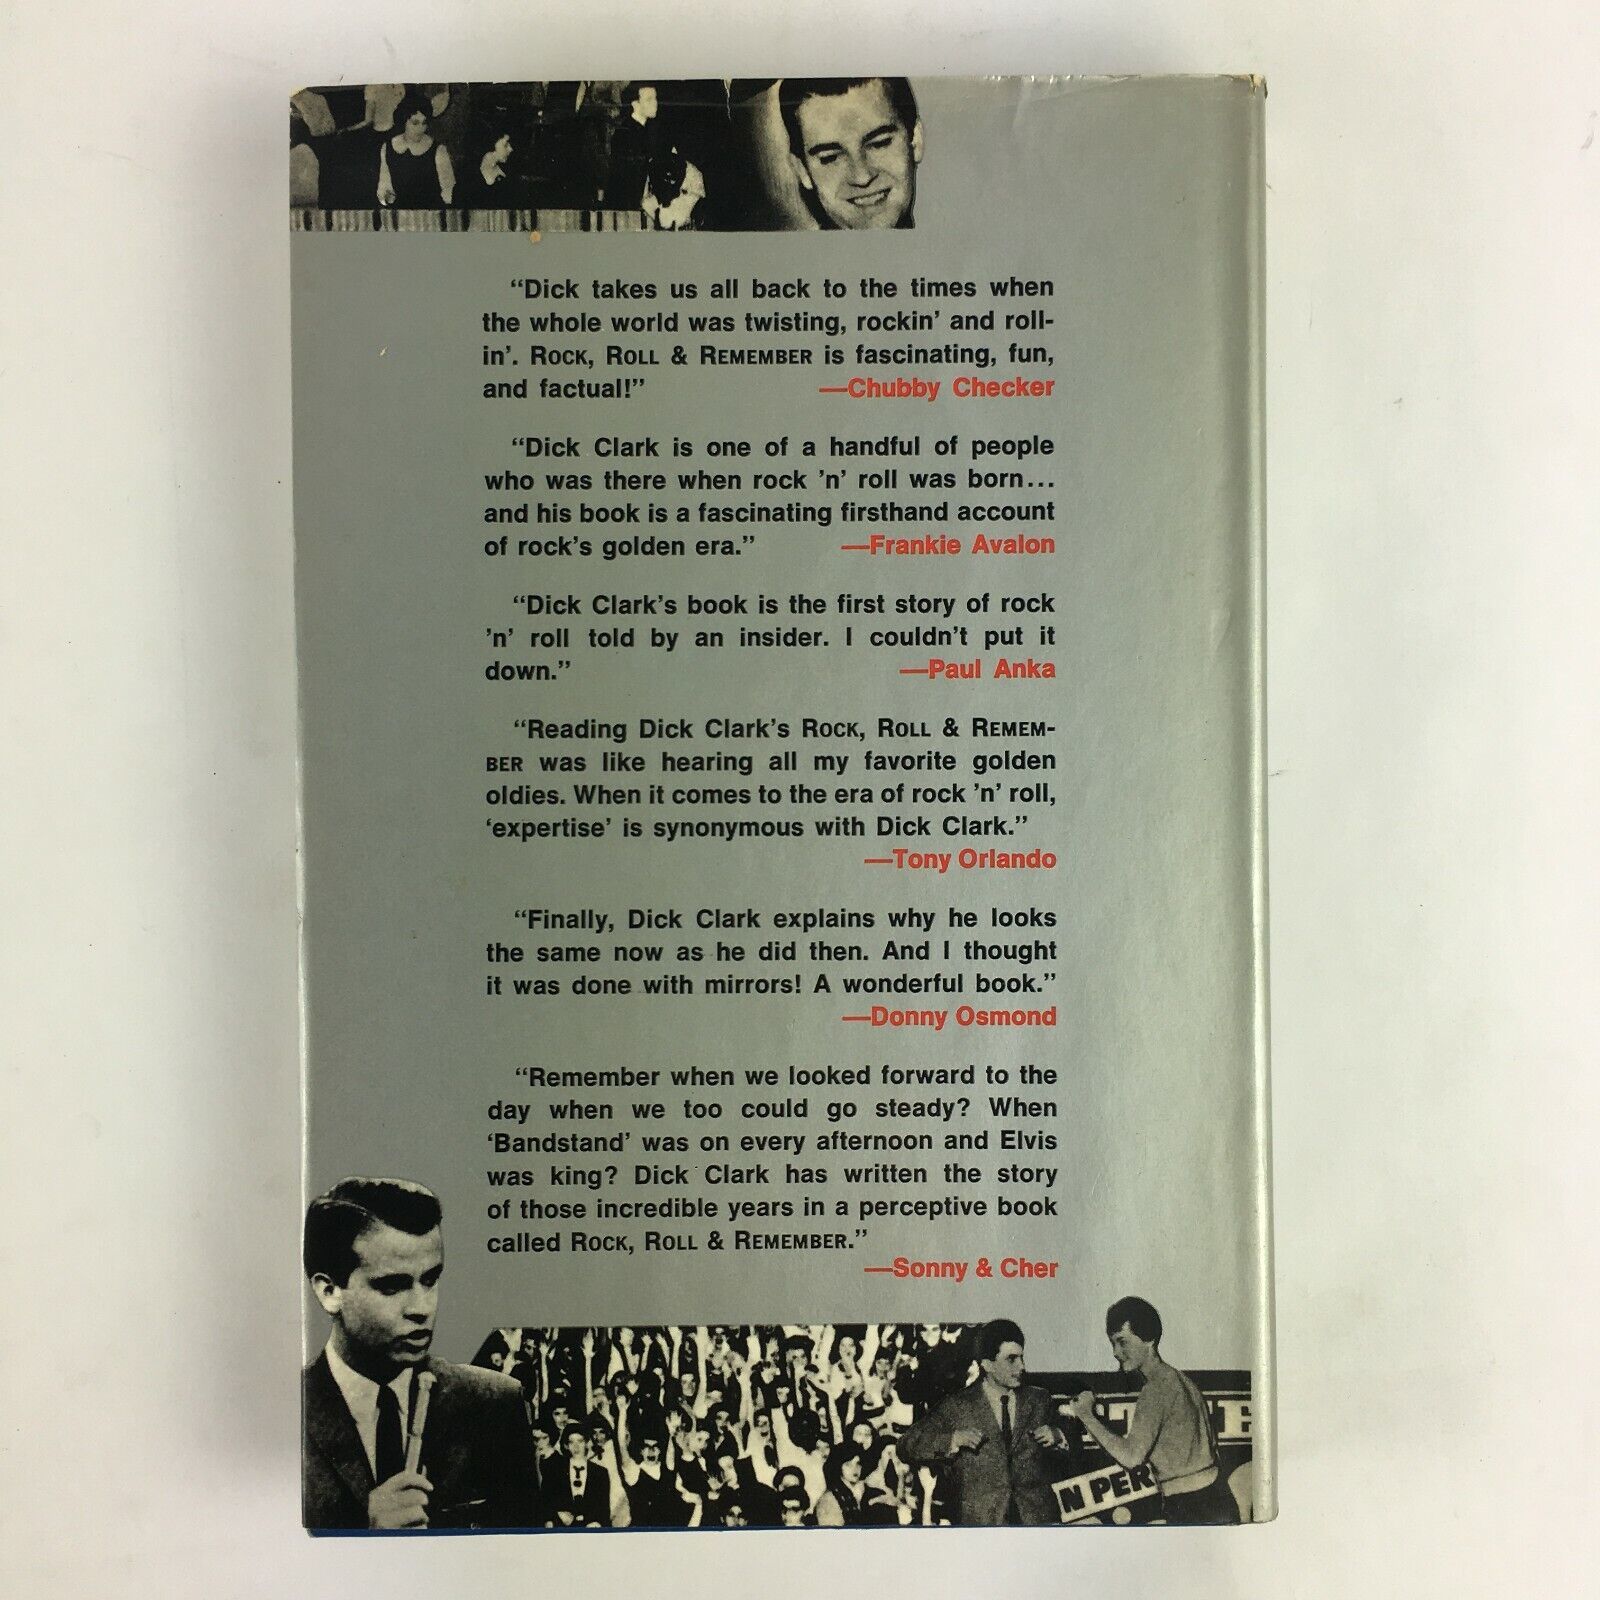 “Dick takes us all back to the times when
the whole world was twisting, rockin’ and roll-
in’. ROCK, ROLL & REMEMBER is fascinating, fun,
and factual!” —Chubby Checker
“Dick Clark is one of a handful of people
who was there when rock ’n’ roll was born...
and his book is a fascinating firsthand account
of rock’s golden era.” —Frankie Avalon
“Dick Clark’s book is the first story of rock
’n’ roll told by an insider. I couldn’t put it
down.” —Paul Anka
“Reading Dick Clark’s ROCK, ROLL & REMEM-
BER was like hearing all my favorite golden
oldies. When it comes to the era of rock ’n’ roll,
‘expertise’ is synonymous with Dick Clark.”
—Tony Orlando
“Finally, Dick Clark explains why he looks
the same now as he did then. And I thought
it was done with mirrors! A wonderful book.”
—Donny Osmond
“Remember when we looked forward to the
day when we too could go steady? When
‘Bandstand’ was on every afternoon and Elvis
was king? Dick Clark has written the story
of those incredible years in a perceptive book
called ROCK, ROLL & REMEMBER.”
—Sonny & Cher
N PER